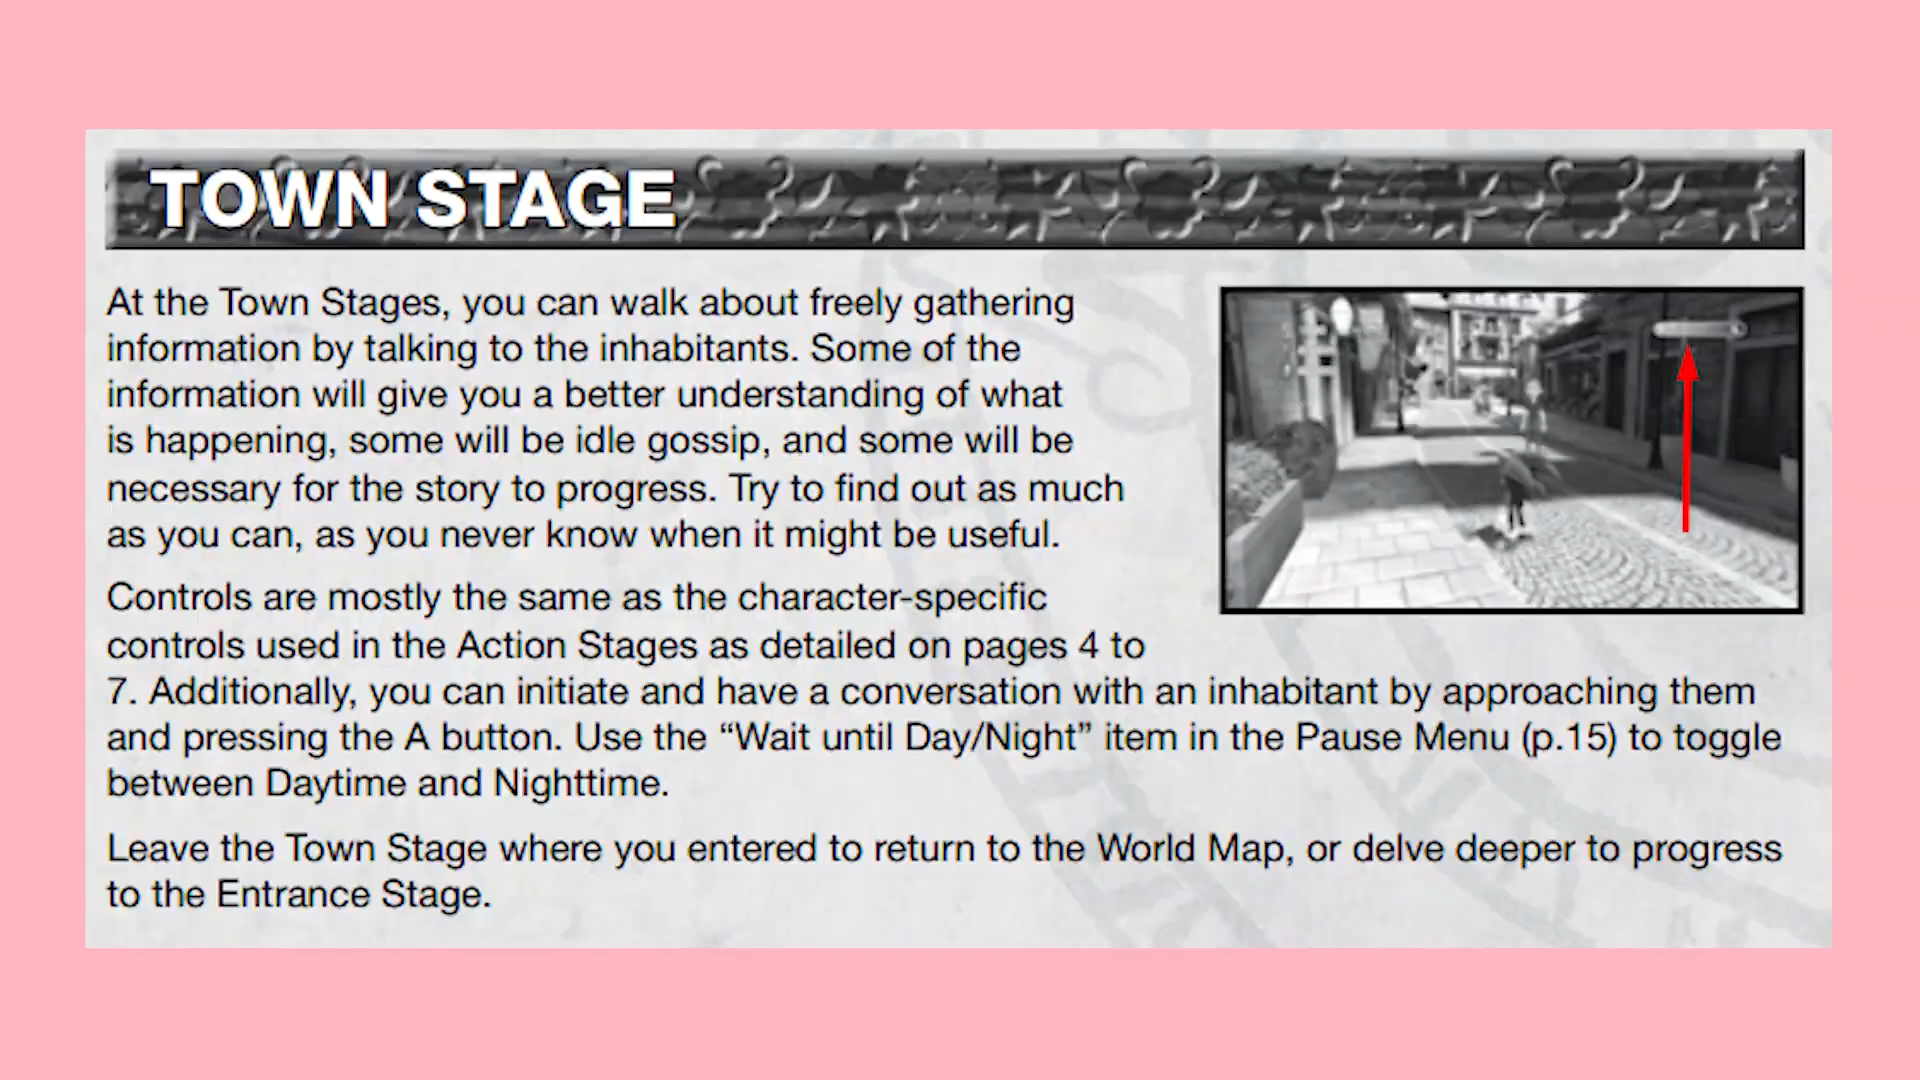 TOWN STAGE
At the Town Stages, you can walk about freely gathering
information by talking to the inhabitants. Some of the
information will give you a better understanding of what
is happening, some will be idle gossip, and some will be
necessary for the story to progress. Try to find out as much
as you can, as you never know when it might be useful.
Controls are mostly the same as the character-specific
controls used in the Action Stages as detailed on pages 4 to
7. Additionally, you can initiate and have a conversation with an inhabitant by approaching them
and pressing the A button. Use the “Wait until Day/Night” item in the Pause Menu (p.15) to toggle
between Daytime and Nighttime.
Leave the Town Stage where you entered to return to the World Map, or delve deeper to progress
to the Entrance Stage.